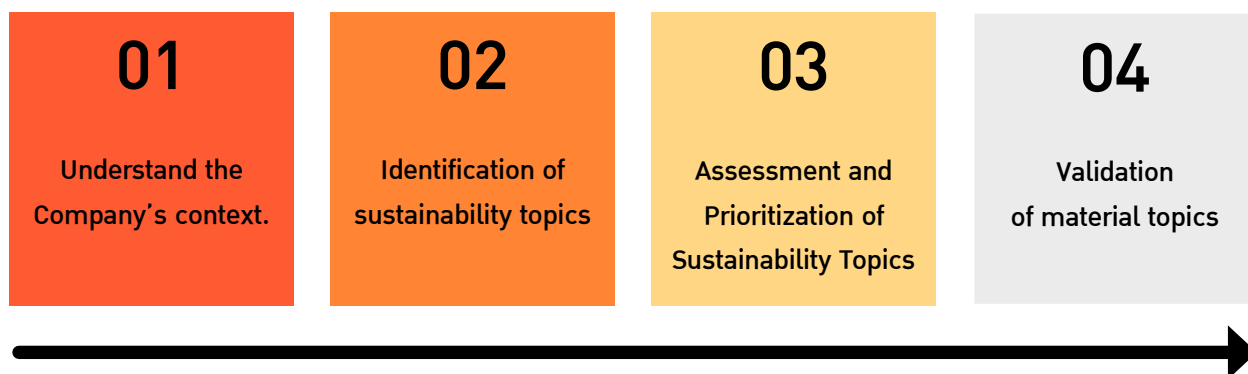 01
Understand the
Company’s context.
02
Identification of
sustainability topics
03
Assessment and
Prioritization of
Sustainability Topics
04
Validation
of material topics